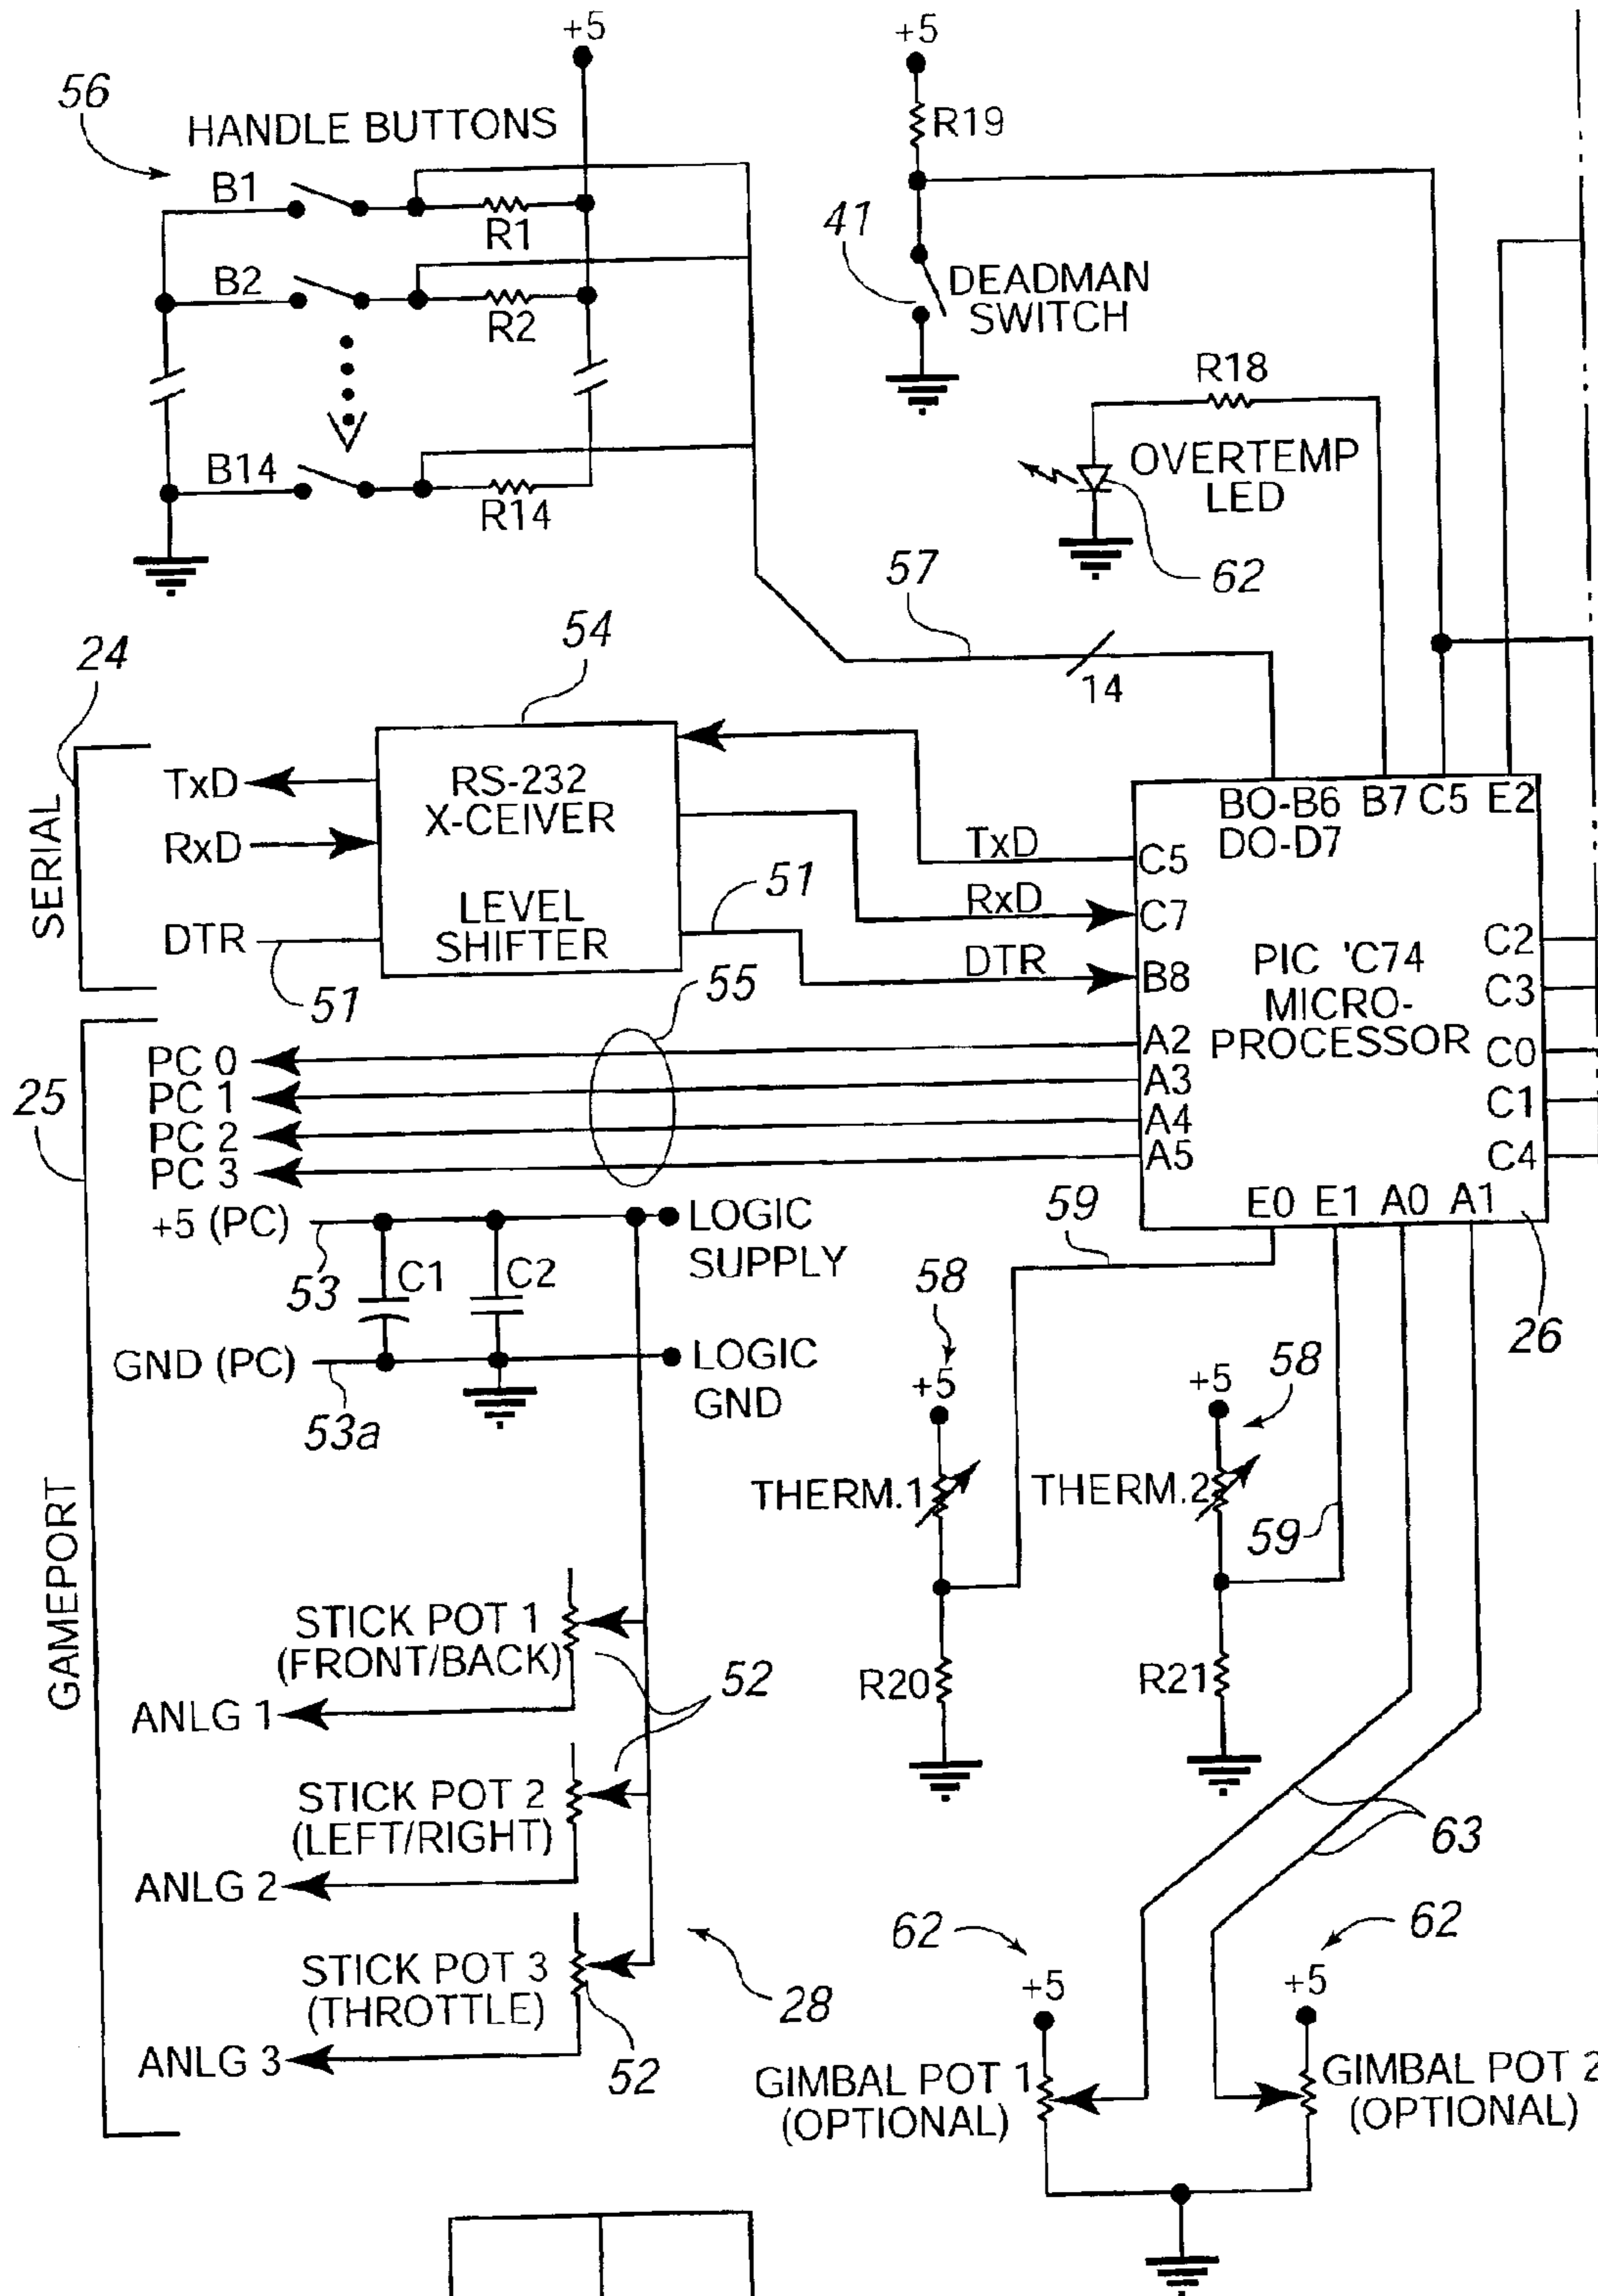 +5
+5
56
HANDLE BUTTONS
R19
B1
R1
41
DEADMAN
SWITCH
B2
R2
R18
B14
R14
OVERTEMP
LED
62
57
14
24
54
SERIAL
TxD
RxD
DTR
51
RS-232
X-CEIVER
LEVEL
SHIFTER
51
TxD
RxD
DTR
BO-B6 B7 C5 E2
DO-D7
C5
C7
B8
A2
A3
A4
A5
PIC 'C74
MICRO-
PROCESSOR
C2
C3
C0
C1
C4
E0 E1 A0 A1
26
55
25
GAMEPORT
PC 0
PC 1
PC 2
PC 3
+5 (PC)
53
C1
C2
LOGIC
SUPPLY
GND (PC)
53a
LOGIC
GND
59
58
+5
THERM.1
R20
58
+5
THERM.2
59
R21
STICK POT 1
(FRONT/BACK)
ANLG 1
52
STICK POT 2
(LEFT/RIGHT)
ANLG 2
STICK POT 3
(THROTTLE)
ANLG 3
52
28
63
62
+5
GIMBAL POT 1
(OPTIONAL)
62
+5
GIMBAL POT 2
(OPTIONAL)